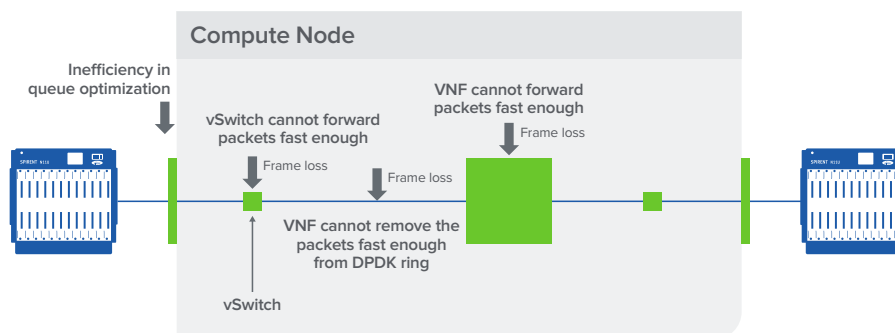 Compute Node
Inefficiency in
queue optimization
vSwitch cannot forward
packets fast enough
Frame loss
Frame loss
VNF cannot forward
packets fast enough
Frame loss
VNF cannot remove the
packets fast enough
from DPDK ring
vSwitch
SPIRENT
SPIRENT